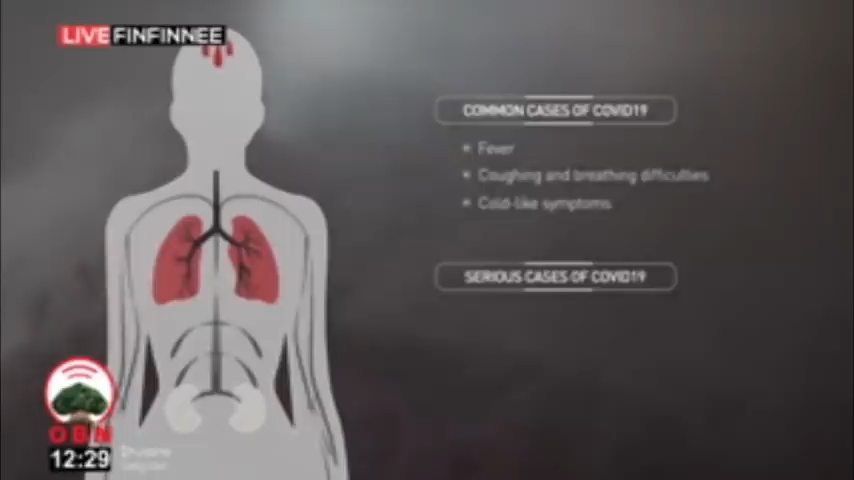 LIVE FINFINNEE
COMMON CASES OF COVID19
* Fever
* Coughing and breathing difficulties
* Cold-like symptoms
SERIOUS CASES OF COVID19
OBN
12:29